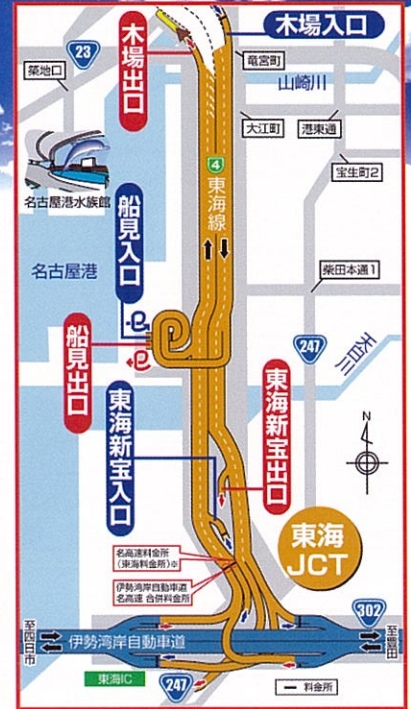 木場入口
木場出口
23
築地口
竜宮町
山崎川
大江町
港東通
宝生町2
名古屋港水族館
4
東海線
船見入口
名古屋港
柴田本通1
船見出口
247
天白川
東海新宝入口
東海新宝出口
N
東海
JCT
名高速料金所
(東海料金所)※
伊勢湾岸自動車道
名高速 合併料金所
302
至四日市
伊勢湾岸自動車道
至豊田
東海IC
247
料金所